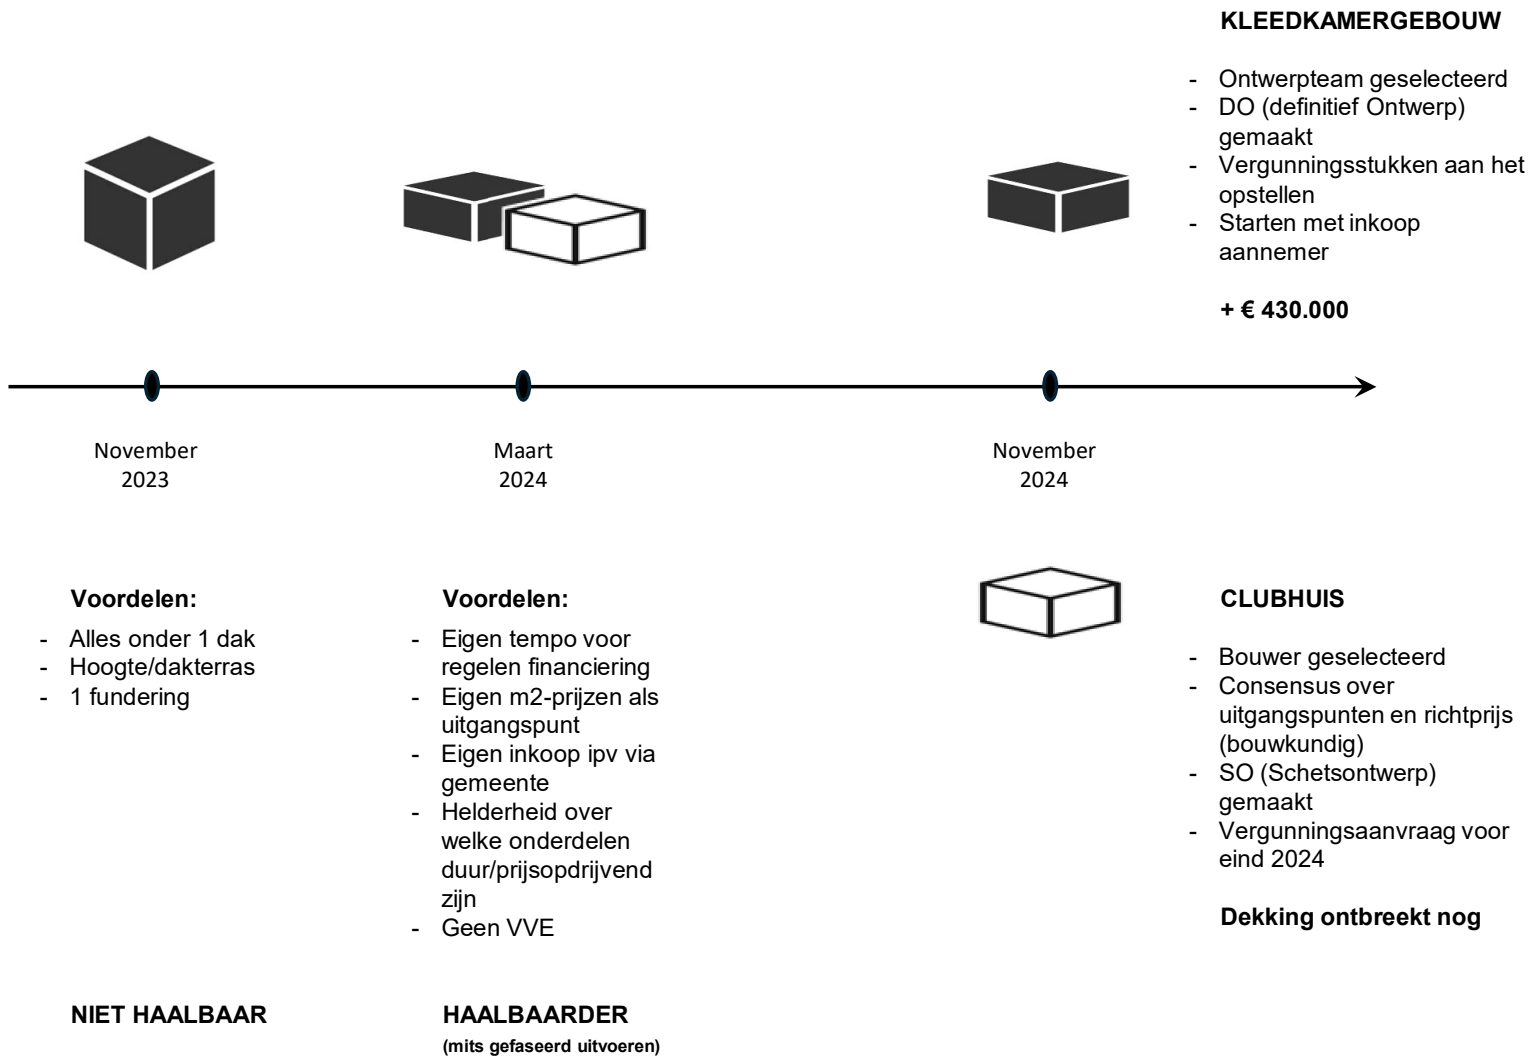 KLEEDKAMERGEBOUW
- Ontwerpteam geselecteerd
- DO (definitief Ontwerp)
gemaakt
- Vergunningsstukken aan het
opstellen
- Starten met inkoop
aannemer
+ € 430.000
November
2023
Maart
2024
November
2024
Voordelen:
- Alles onder 1 dak
- Hoogte/dakterras
- 1 fundering
NIET HAALBAAR
Voordelen:
- Eigen tempo voor
regelen financiering
- Eigen m2-prijzen als
uitgangspunt
- Eigen inkoop ipv via
gemeente
- Helderheid over
welke onderdelen
duur/prijsopdrijvend
zijn
- Geen VVE
HAALBAARDER
(mits gefaseerd uitvoeren)
CLUBHUIS
- Bouwer geselecteerd
- Consensus over
uitgangspunten en richtprijs
(bouwkundig)
- SO (Schetsontwerp)
gemaakt
- Vergunningsaanvraag voor
eind 2024
Dekking ontbreekt nog